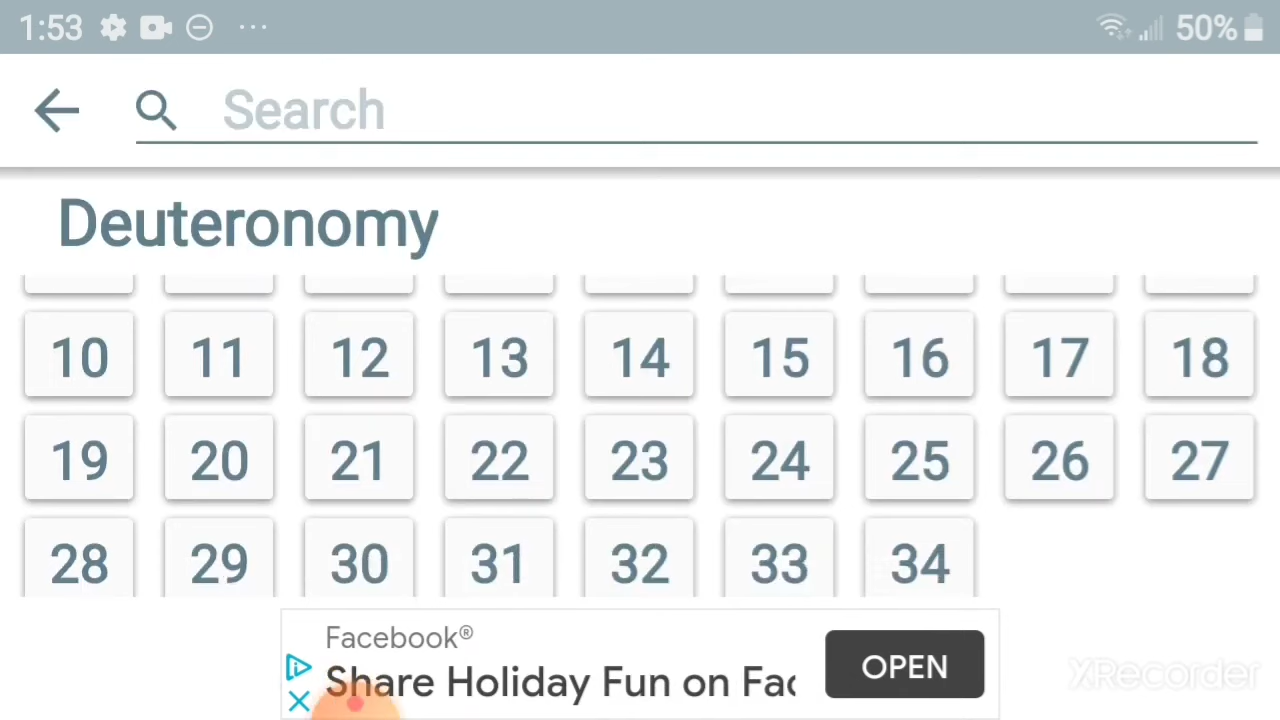 1:53 50%
Search
Deuteronomy
10 11 12 13 14 15 16 17 18
19 20 21 22 23 24 25 26 27
28 29 30 31 32 33 34
Facebook®
Share Holiday Fun on Fac
OPEN
XRecorder